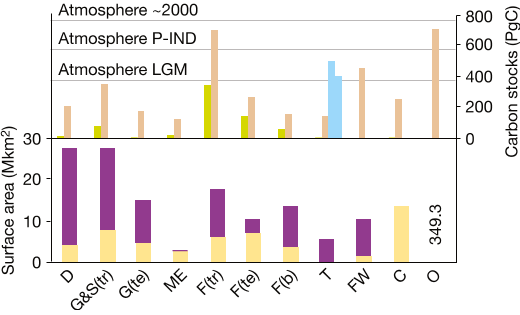 Atmosphere ~2000
Atmosphere P-IND
Atmosphere LGM
800
600
400
200
0
Carbon stocks (PgC)
30
20
10
0
Surface area (Mkm²)
349.3
D
G&S(tr)
G(te)
ME
F(tr)
F(te)
F(b)
T
FW
C
O